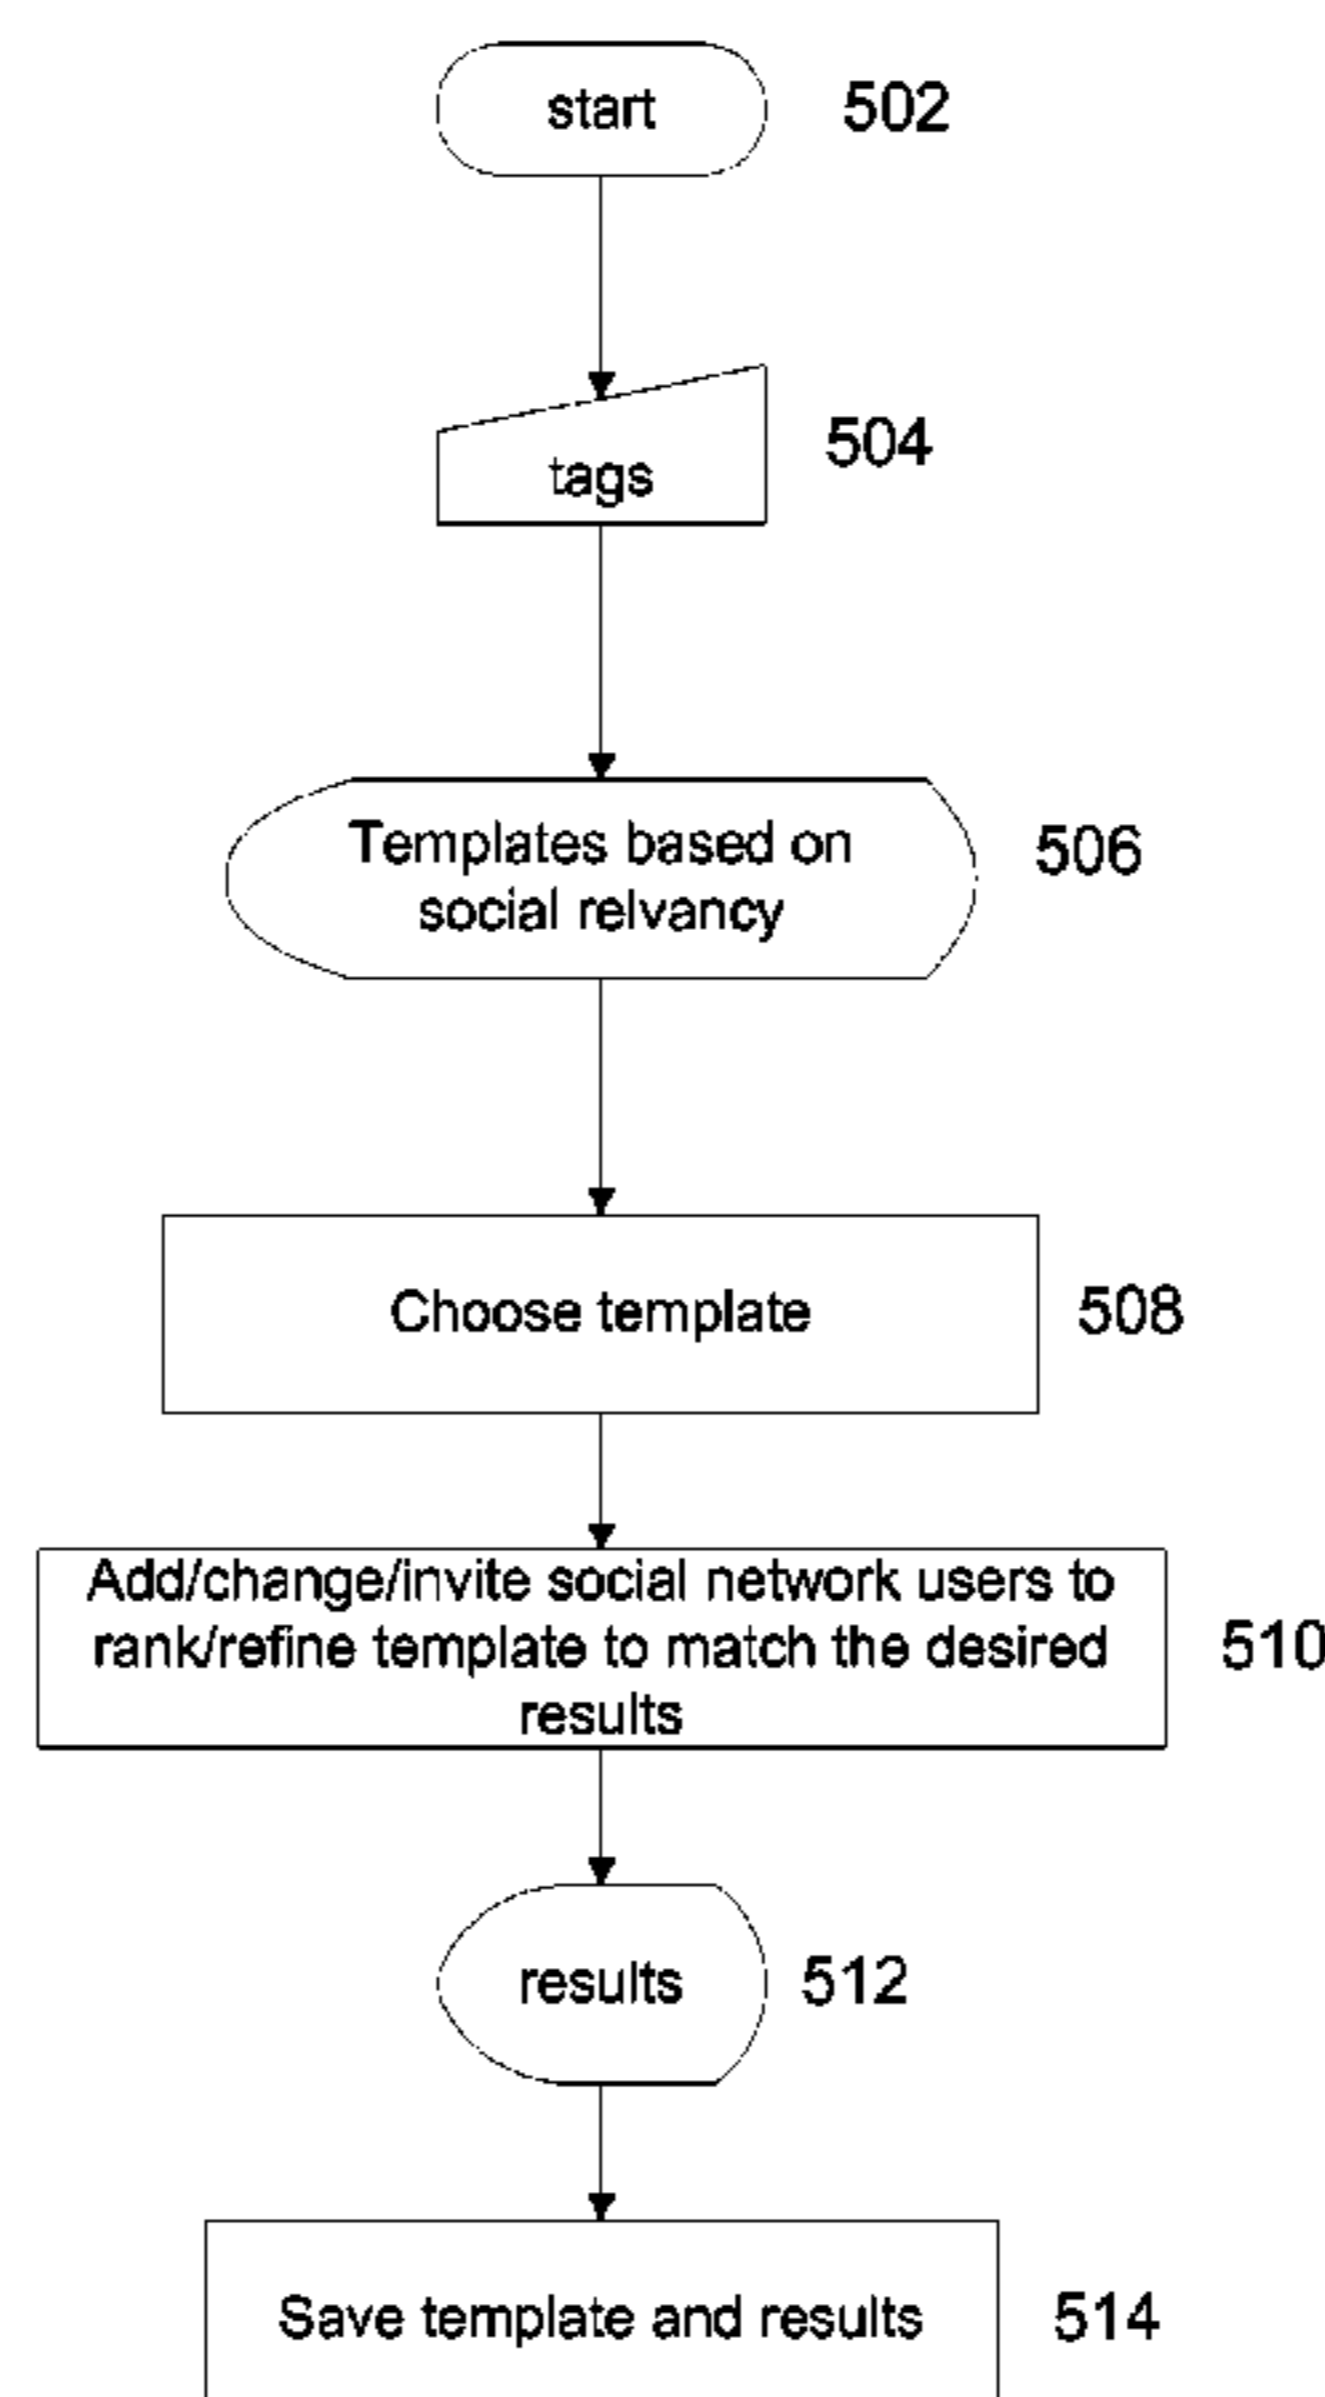 start
502
tags
504
Templates based on
social relvancy
506
Choose template
508
Add/change/invite social network users to
rank/refine template to match the desired
results
510
results
512
Save template and results
514